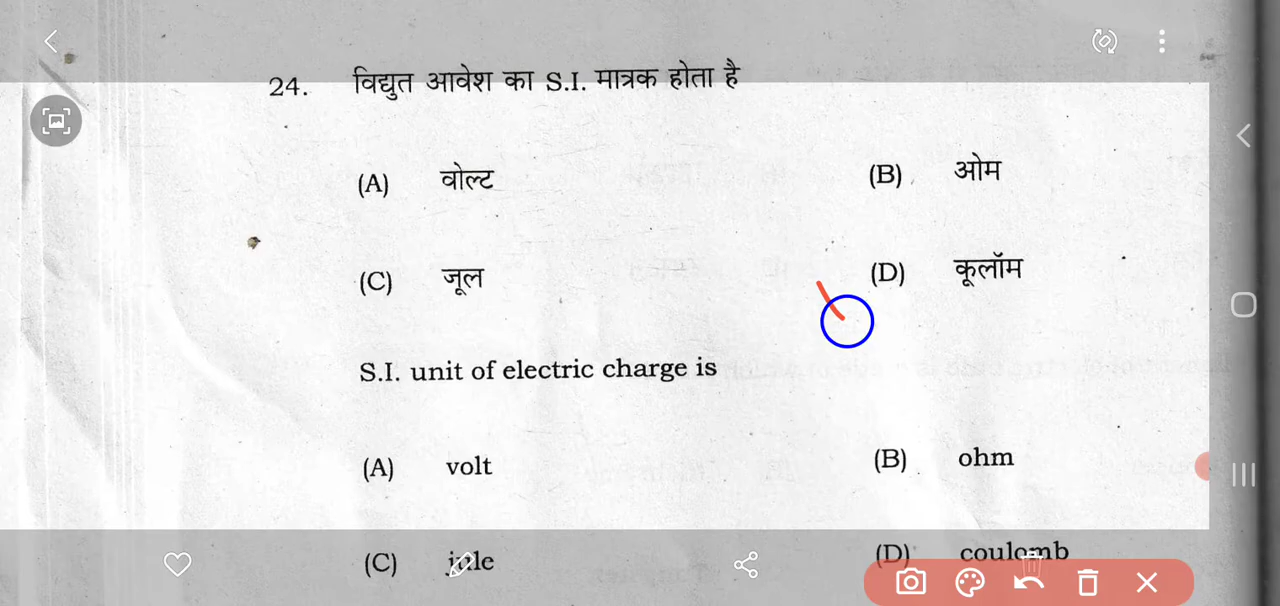 24. विद्युत आवेश का S.I. मात्रक होता है
(A) वोल्ट (B) ओम
(C) जूल (D) कूलॉम
S.I. unit of electric charge is
(A) volt (B) ohm
(C) (D) coulomb